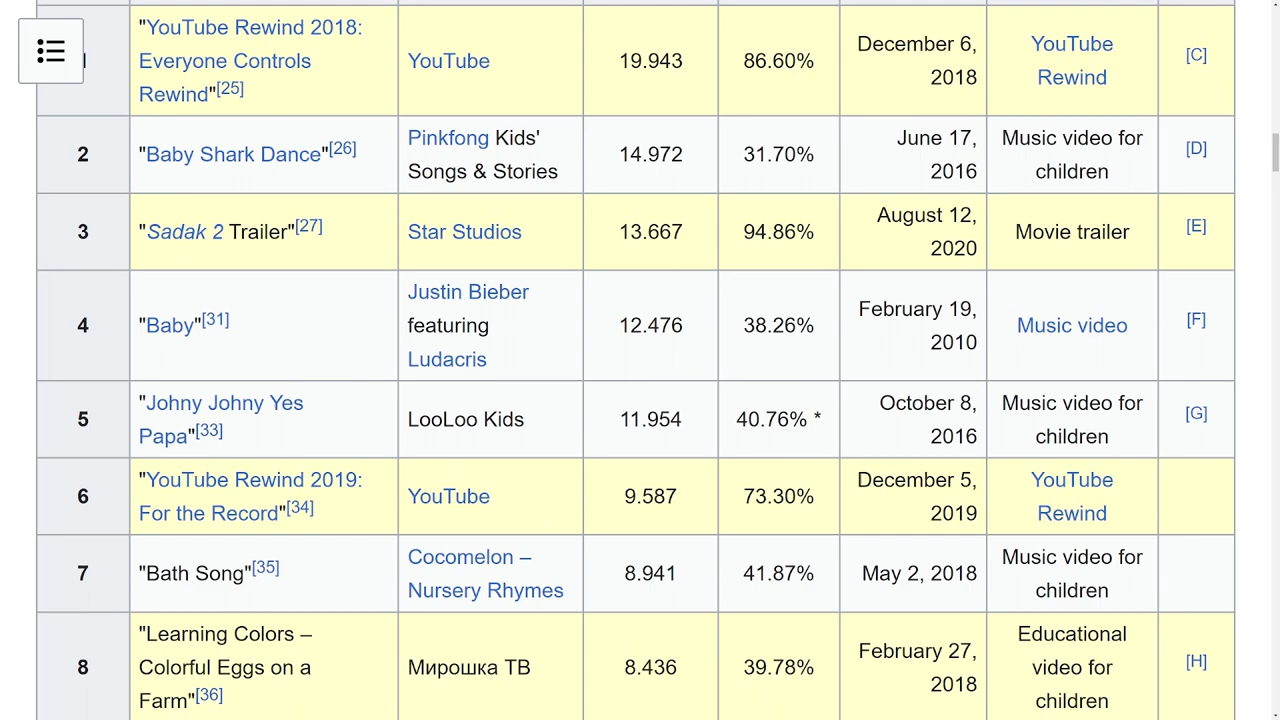 "YouTube Rewind 2018:
Everyone Controls
Rewind"[25]
YouTube
19.943
86.60%
December 6,
2018
YouTube
Rewind
[C]
2
"Baby Shark Dance"[26]
Pinkfong Kids'
Songs & Stories
14.972
31.70%
June 17,
2016
Music video for
children
[D]
3
"Sadak 2 Trailer"[27]
Star Studios
13.667
94.86%
August 12,
2020
Movie trailer
[E]
4
"Baby"[31]
Justin Bieber
featuring
Ludacris
12.476
38.26%
February 19,
2010
Music video
[F]
5
"Johny Johny Yes
Papa"[33]
LooLoo Kids
11.954
40.76% *
October 8,
2016
Music video for
children
[G]
6
"YouTube Rewind 2019:
For the Record"[34]
YouTube
9.587
73.30%
December 5,
2019
YouTube
Rewind
7
"Bath Song"[35]
Cocomelon –
Nursery Rhymes
8.941
41.87%
May 2, 2018
Music video for
children
8
"Learning Colors –
Colorful Eggs on a
Farm"[36]
Мирошка ТВ
8.436
39.78%
February 27,
2018
Educational
video for
children
[H]